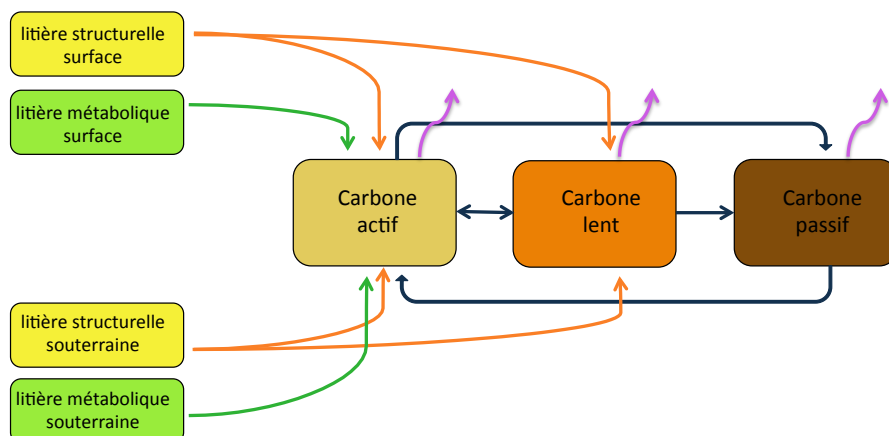 litière structurelle
surface
litière métabolique
surface
Carbone
actif
Carbone
lent
Carbone
passif
litière structurelle
souterraine
litière métabolique
souterraine